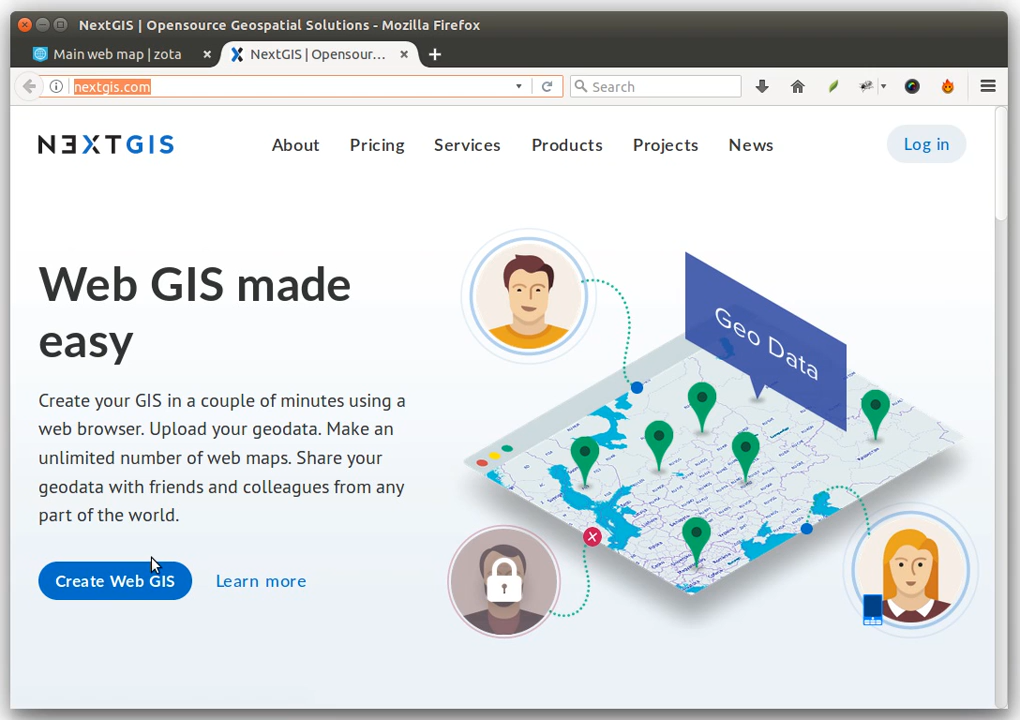 NextGIS | Opensource Geospatial Solutions - Mozilla Firefox
Main web map | zota
NextGIS | Opensour...
nextgis.com
Search
NEXTGIS
About Pricing Services Products Projects News
Log in
Web GIS made
easy
Create your GIS in a couple of minutes using a
web browser. Upload your geodata. Make an
unlimited number of web maps. Share your
geodata with friends and colleagues from any
part of the world.
Create Web GIS
Learn more
Geo Data